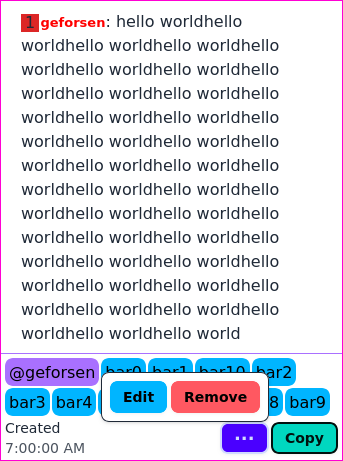 1 geforsen: hello worldhello
worldhello worldhello worldhello
worldhello worldhello worldhello
worldhello worldhello worldhello
worldhello worldhello worldhello
worldhello worldhello worldhello
worldhello worldhello worldhello
worldhello worldhello worldhello
worldhello worldhello worldhello
worldhello worldhello worldhello
worldhello worldhello worldhello
worldhello worldhello worldhello
worldhello worldhello worldhello
worldhello worldhello world
@geforsen bar0 bar1 bar10 bar2
bar3 bar4 8 bar9
Edit Remove
Created
7:00:00 AM
... Copy